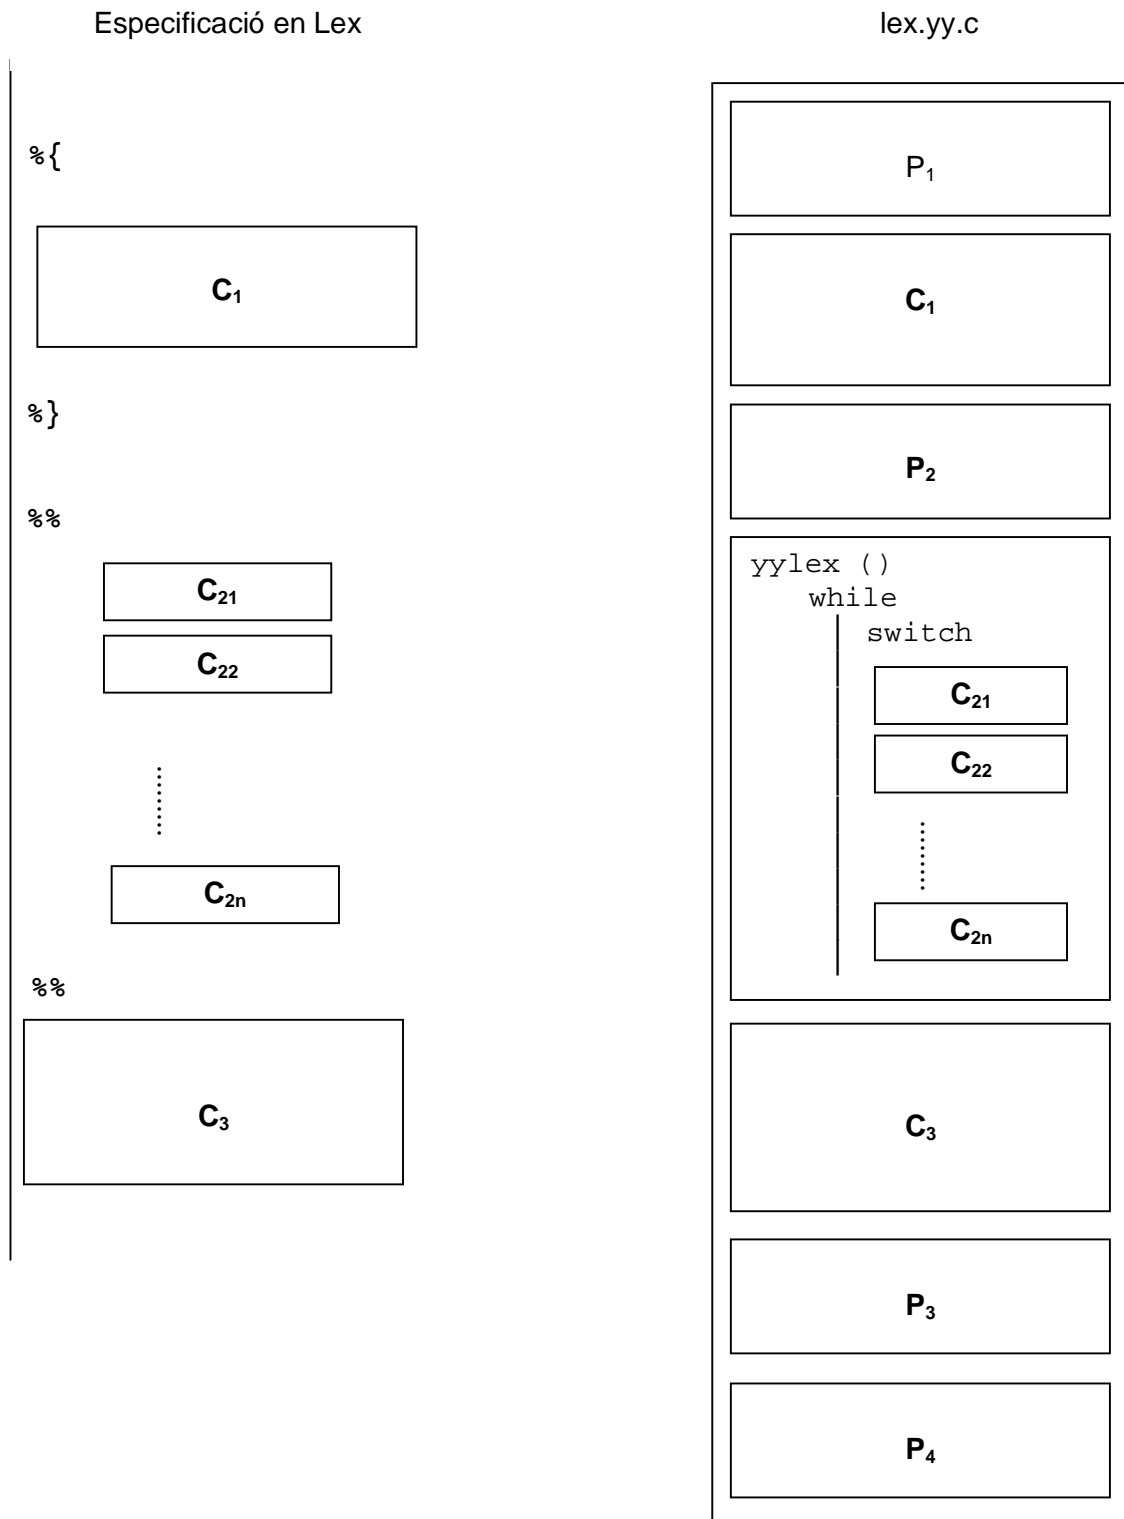 Especificació en Lex
%{
C1
%}
%%
C21
C22
C2n
%%
C3
lex.yy.c
P1
C1
P2
yylex ()
while
switch
C21
C22
C2n
C3
P3
P4